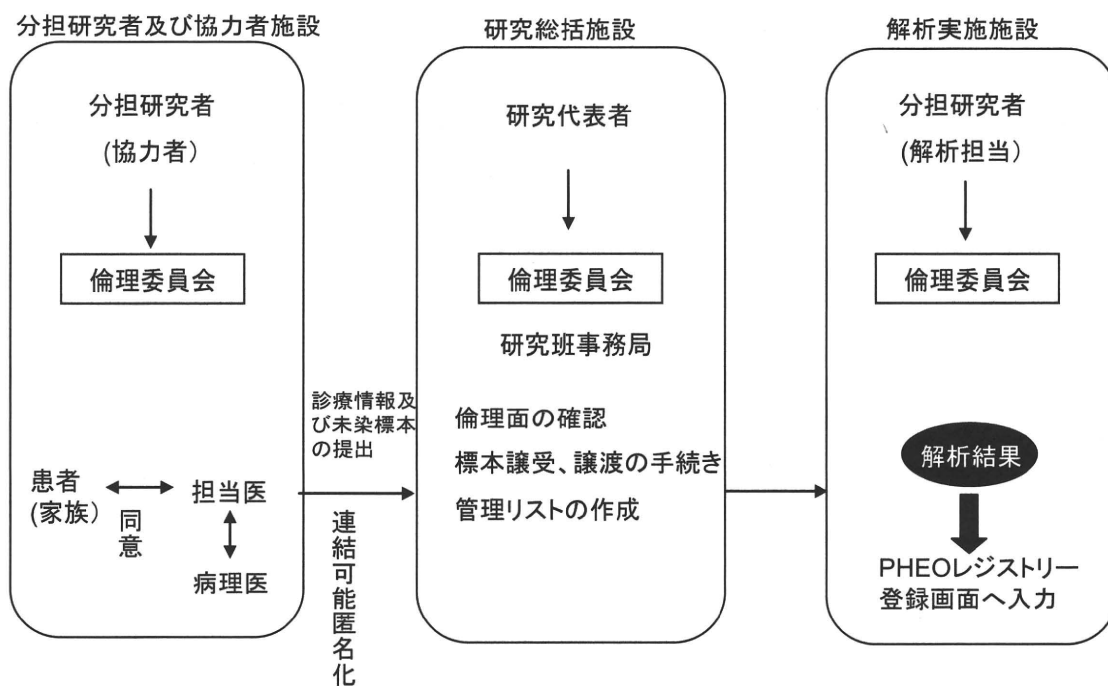 分担研究者及び協力者施設
分担研究者
(協力者)
倫理委員会
患者
(家族)
同意
担当医
病理医
診療情報及
び未染標本
の提出
連結可能匿名化
研究総括施設
研究代表者
倫理委員会
研究班事務局
倫理面の確認
標本譲受、譲渡の手続き
管理リストの作成
解析実施施設
分担研究者
(解析担当)
倫理委員会
解析結果
PHEOレジストリー
登録画面へ入力